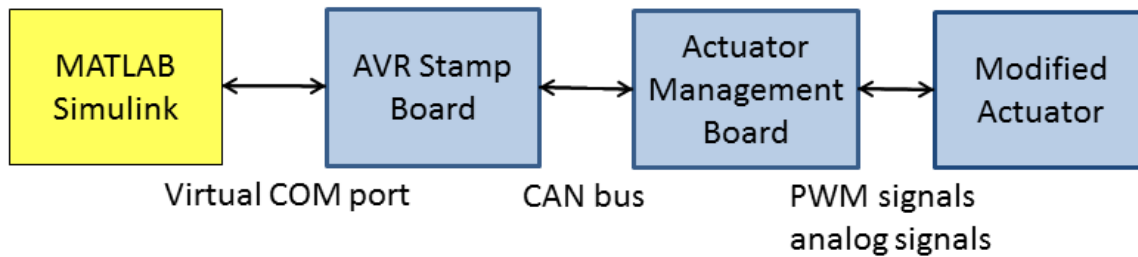 MATLAB
Simulink
AVR Stamp
Board
Actuator
Management
Board
Modified
Actuator
Virtual COM port
CAN bus
PWM signals
analog signals